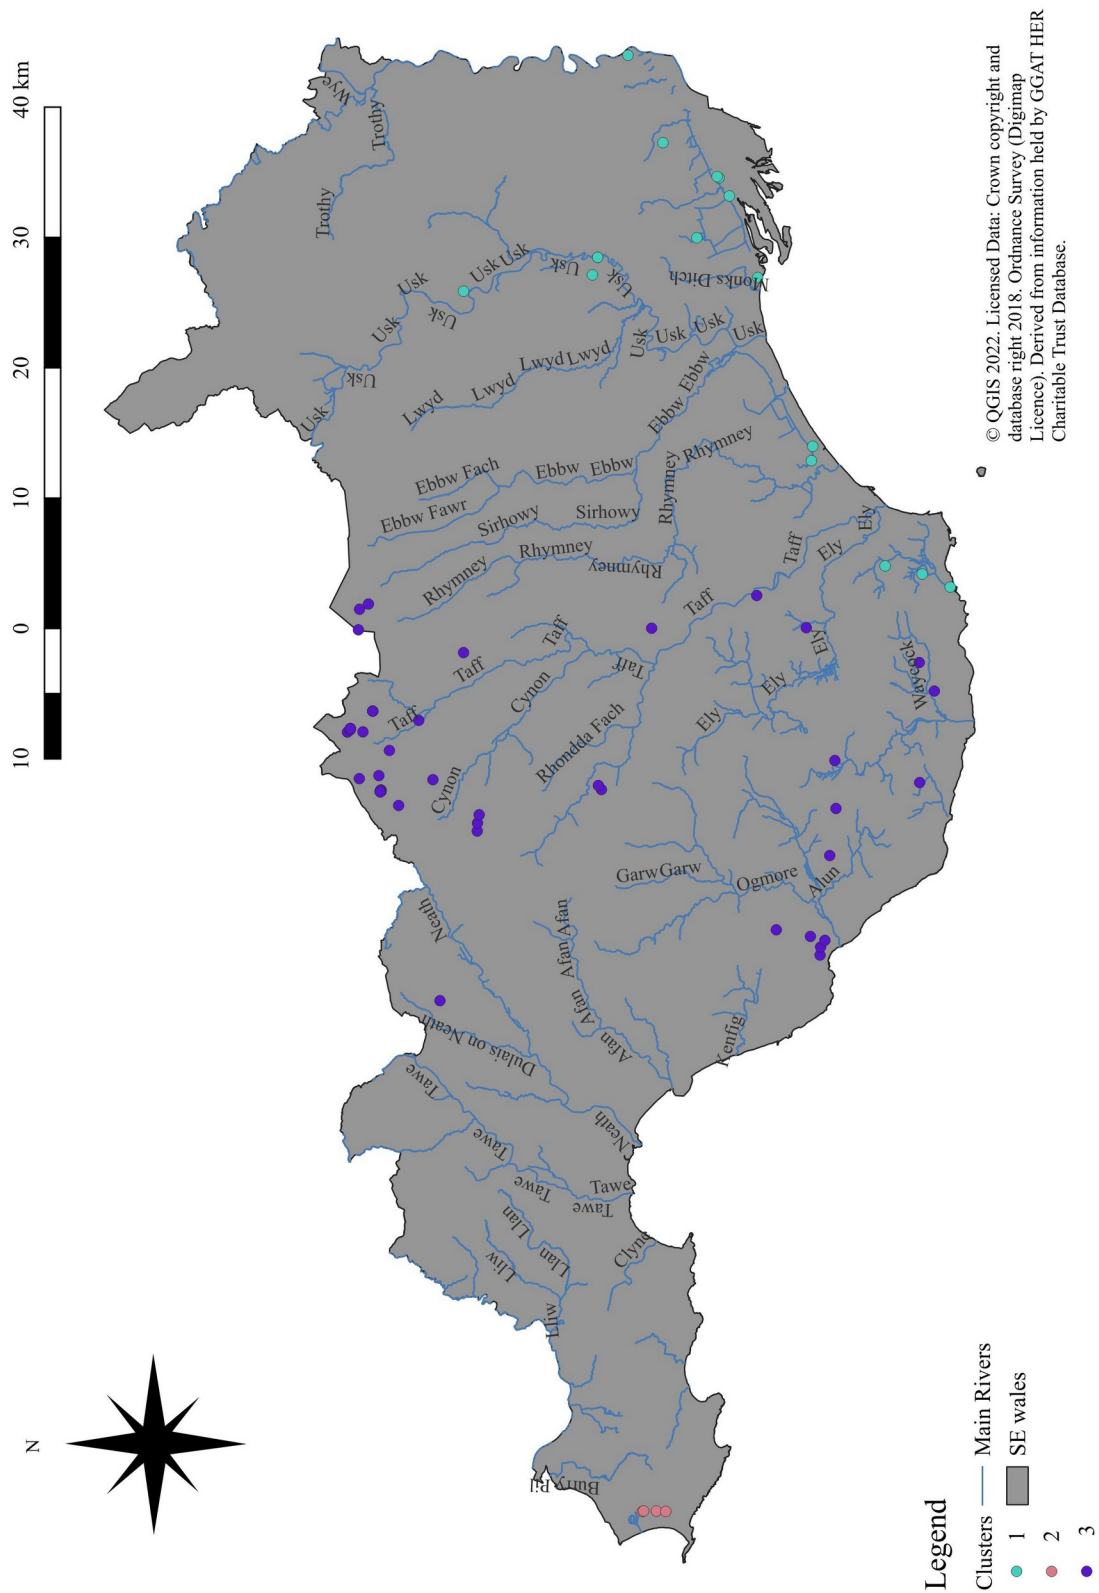 N
10
0
10
20
30
40 km
Wye
Trothy
Trothy
Usk
Usk
Usk
Usk
Usk
Usk
Usk
Usk
Usk
Usk
Usk
Usk
Usk
Monks Ditch
Lwyd
Lwyd
Lwyd
Lwyd
Ebbw Fach
Ebbw Fawr
Ebbw
Ebbw
Ebbw
Ebbw
Sirhowy
Sirhowy
Rhymney
Rhymney
Rhymney
Rhymney
Rhymney
Taff
Taff
Taff
Taff
Taff
Taff
Cynon
Cynon
Rhondda Fach
Ely
Ely
Ely
Ely
Ely
Waycock
Garw
Garw
Ogmore
Alun
Neath
Neath
Dulais on Neath
Afan
Afan
Afan
Afan
Kenfig
Tawe
Tawe
Tawe
Tawe
Tawe
Llan
Llan
Lliw
Lliw
Clyne
Burry Pil
Legend
Clusters
1
2
3
Main Rivers
SE wales
© QGIS 2022. Licensed Data: Crown copyright and
database right 2018. Ordnance Survey (Digimap
Licence). Derived from information held by GGAT HER
Charitable Trust Database.